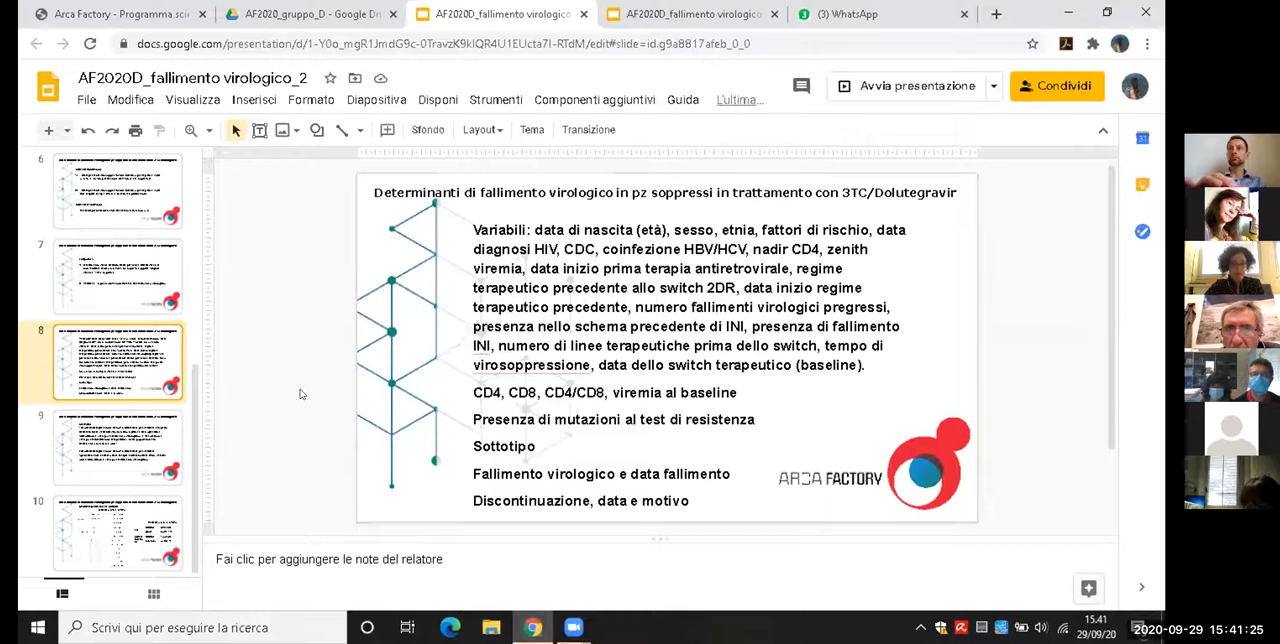 Arca Factory - Programma scie
AF2020_gruppo_D - Google Dri
AF2020D_fallimento virologico
AF2020D_fallimento virologico
(3) WhatsApp
docs.google.com/presentation/d/1-Y0o_mgR1JmdG9c-0TravzK9kIQR4U1EUcta7I-RTdM/edit#slide=id.g9a8817afeb_0_0
AF2020D_fallimento virologico_2
File Modifica Visualizza Inserisci Formato Diapositiva Disponi Strumenti Componenti aggiuntivi Guida L'ultima...
Avvia presentazione
Condividi
Sfondo Layout Tema Transizione
6
7
8
9
10
Determinanti di fallimento virologico in pz soppressi in trattamento con 3TC/Dolutegravir
Variabili: data di nascita (età), sesso, etnia, fattori di rischio, data
diagnosi HIV, CDC, coinfezione HBV/HCV, nadir CD4, zenith
viremia, data inizio prima terapia antiretrovirale, regime
terapeutico precedente allo switch 2DR, data inizio regime
terapeutico precedente, numero fallimenti virologici pregressi,
presenza nello schema precedente di INI, presenza di fallimento
INI, numero di linee terapeutiche prima dello switch, tempo di
virosoppressione, data dello switch terapeutico (baseline).
CD4, CD8, CD4/CD8, viremia al baseline
Presenza di mutazioni al test di resistenza
Sottotipo
Fallimento virologico e data fallimento
Discontinuazione, data e motivo
ARCA FACTORY
Fai clic per aggiungere le note del relatore
Scrivi qui per eseguire la ricerca
15.41
29/09/20
2020-09-29 15:41:25